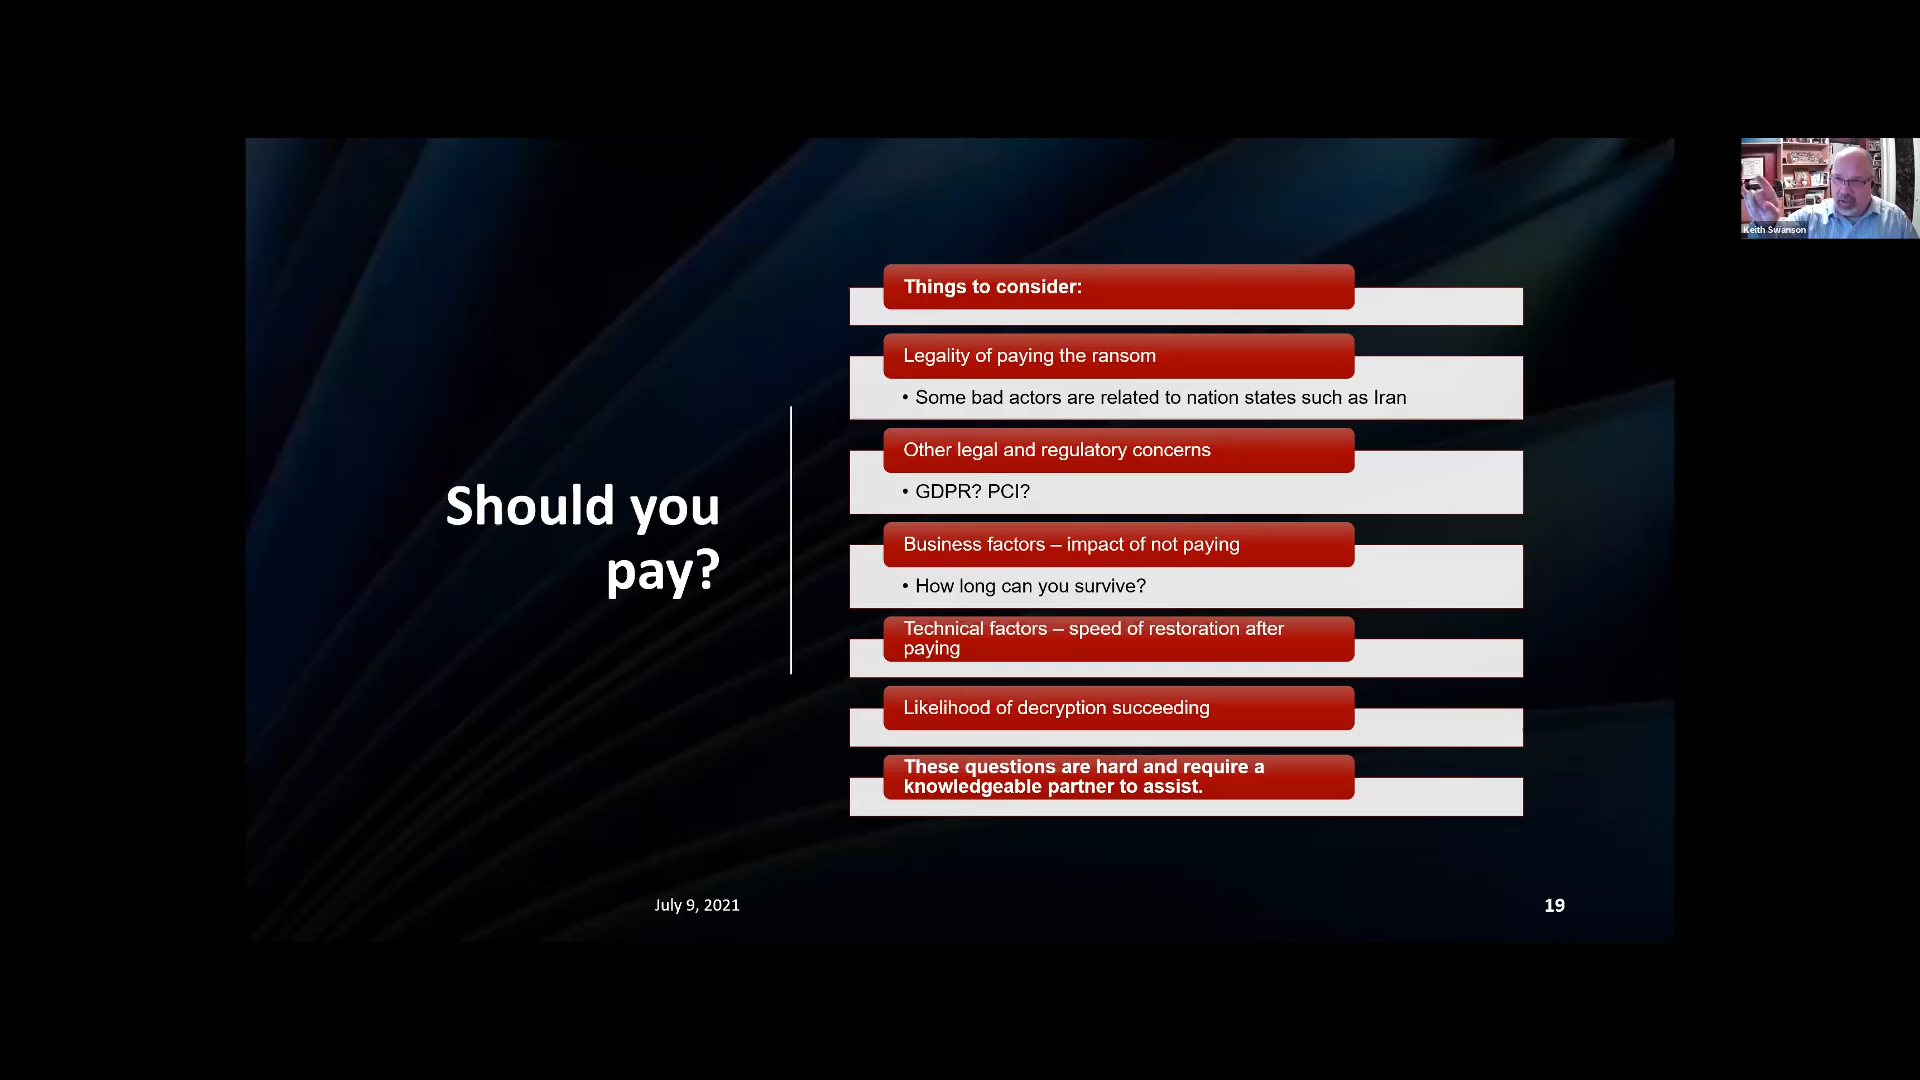 Should you
pay?
Things to consider:
Legality of paying the ransom
• Some bad actors are related to nation states such as Iran
Other legal and regulatory concerns
• GDPR? PCI?
Business factors – impact of not paying
• How long can you survive?
Technical factors – speed of restoration after
paying
Likelihood of decryption succeeding
These questions are hard and require a
knowledgeable partner to assist.
July 9, 2021
19
Keith Swanson